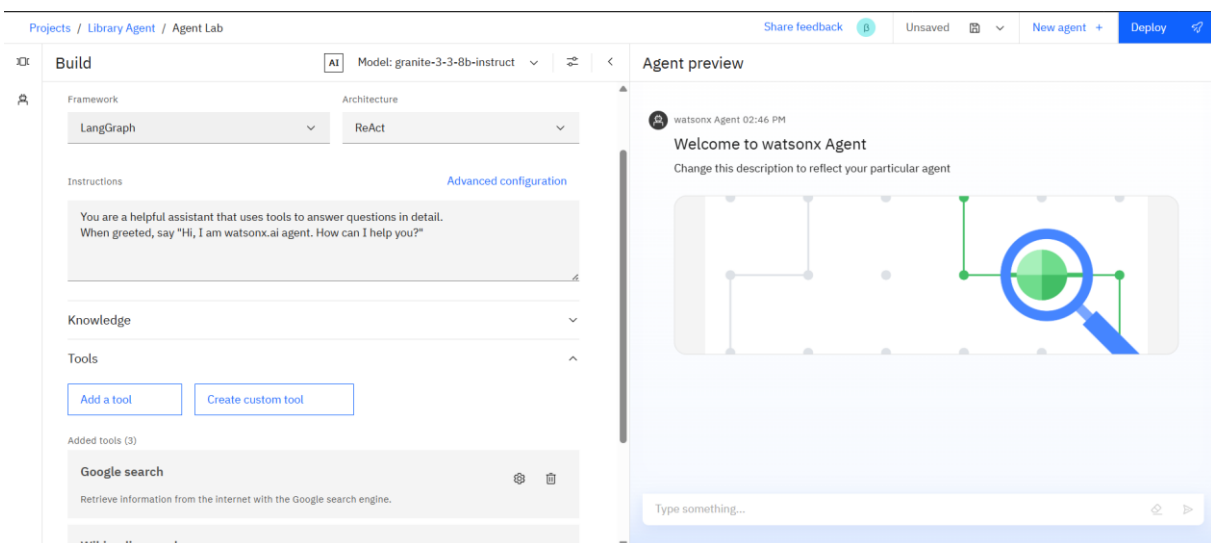 Projects / Library Agent / Agent Lab
Share feedback β Unsaved New agent + Deploy
Build
AI Model: granite-3-3-8b-instruct
Agent preview
Framework
Architecture
LangGraph
ReAct
Instructions
Advanced configuration
You are a helpful assistant that uses tools to answer questions in detail.
When greeted, say "Hi, I am watsonx.ai agent. How can I help you?"
Knowledge
Tools
Add a tool
Create custom tool
Added tools (3)
Google search
Retrieve information from the internet with the Google search engine.
watsonx Agent 02:46 PM
Welcome to watsonx Agent
Change this description to reflect your particular agent
Type something...